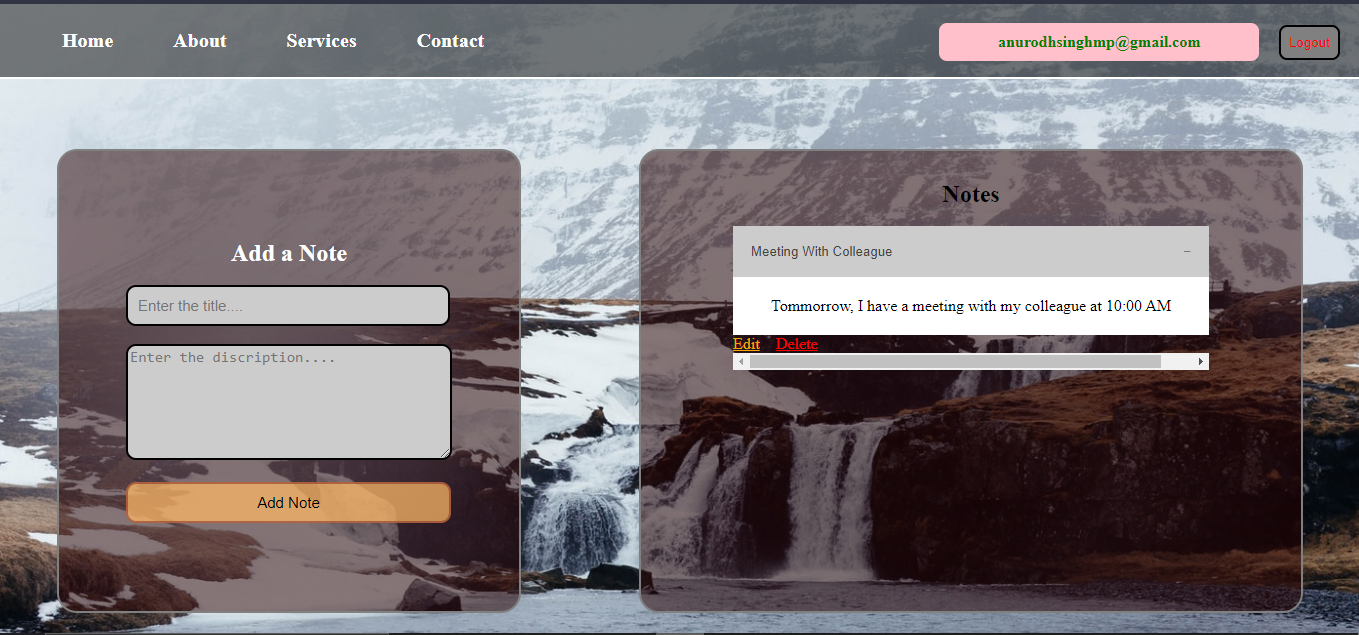 Home About Services Contact anurodhsinghmp@gmail.com Logout
Add a Note
Enter the title....
Enter the discription....
Add Note
Notes
Meeting With Colleague −
Tommorrow, I have a meeting with my colleague at 10:00 AM
Edit Delete